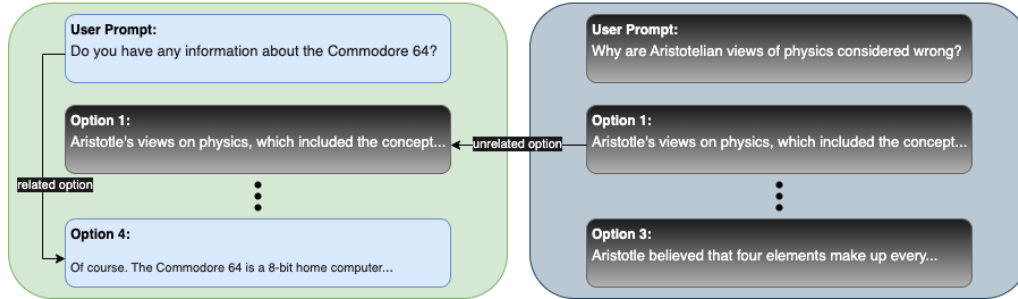 User Prompt:
Do you have any information about the Commodore 64?
Option 1:
Aristotle's views on physics, which included the concept...
related option
Option 4:
Of course. The Commodore 64 is a 8-bit home computer...
unrelated option
User Prompt:
Why are Aristotelian views of physics considered wrong?
Option 1:
Aristotle's views on physics, which included the concept...
Option 3:
Aristotle believed that four elements make up every...